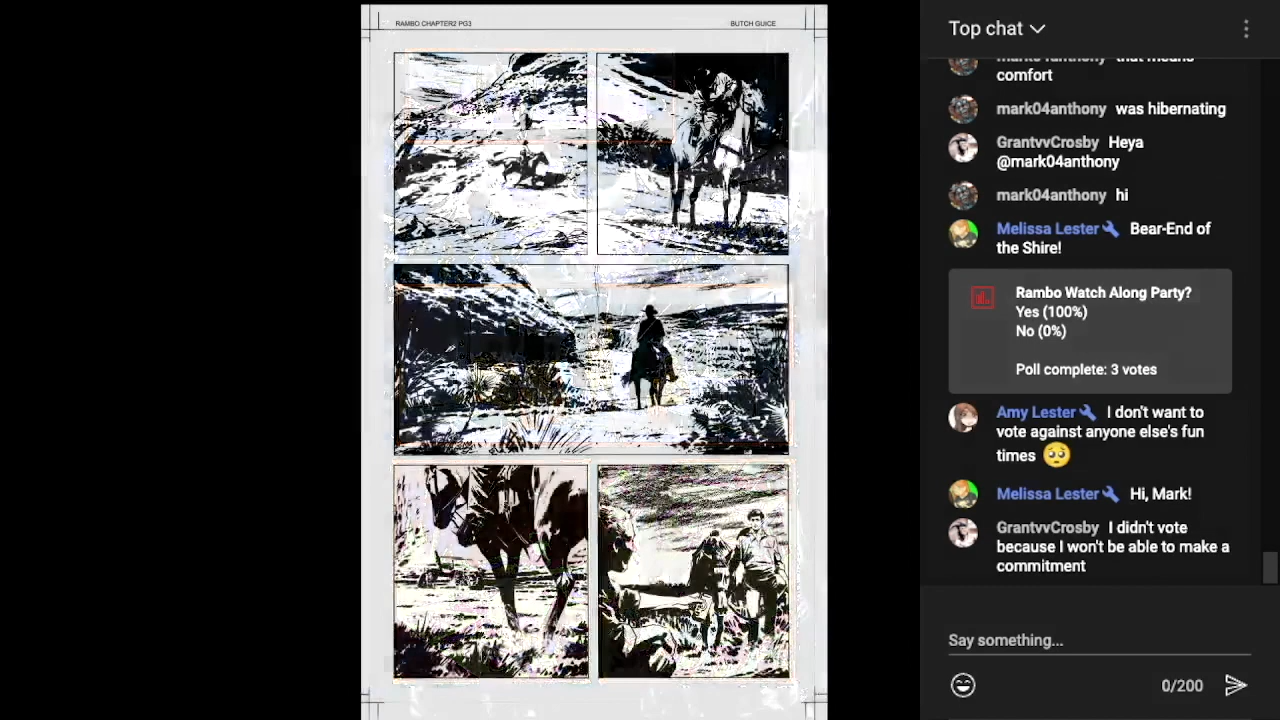 RAMBO CHAPTER2 PG3
BUTCH GUICE
Top chat
mark04anthony that means
comfort
mark04anthony was hibernating
GrantvvCrosby Heya
@mark04anthony
mark04anthony hi
Melissa Lester Bear-End of
the Shire!
Rambo Watch Along Party?
Yes (100%)
No (0%)
Poll complete: 3 votes
Amy Lester I don't want to
vote against anyone else's fun
times 🥺
Melissa Lester Hi, Mark!
GrantvvCrosby I didn't vote
because I won't be able to make a
commitment
Say something...
0/200